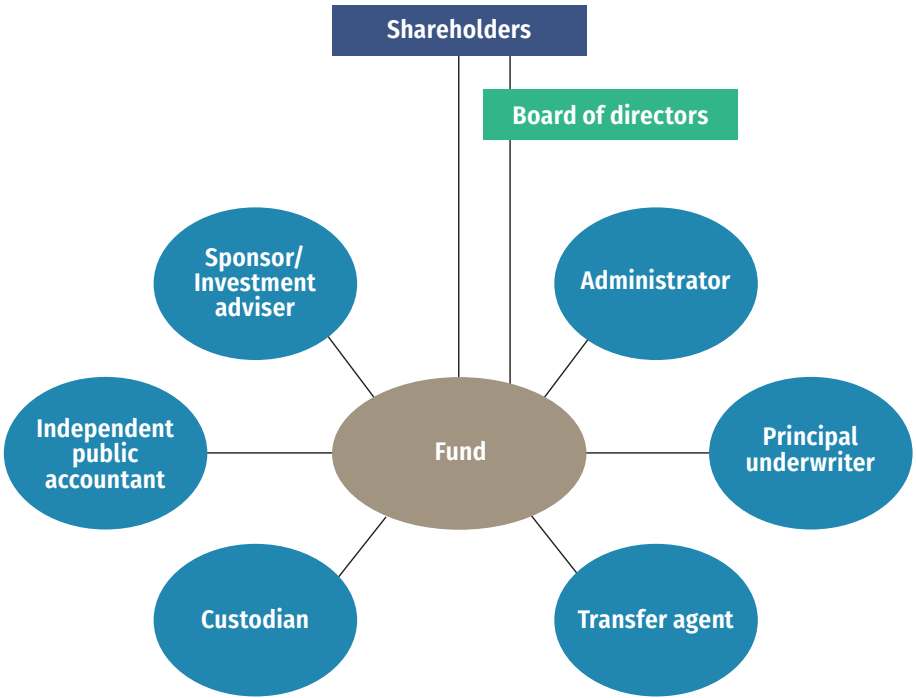 Shareholders
Board of directors
Sponsor/
Investment
adviser
Administrator
Independent
public
accountant
Fund
Principal
underwriter
Custodian
Transfer agent